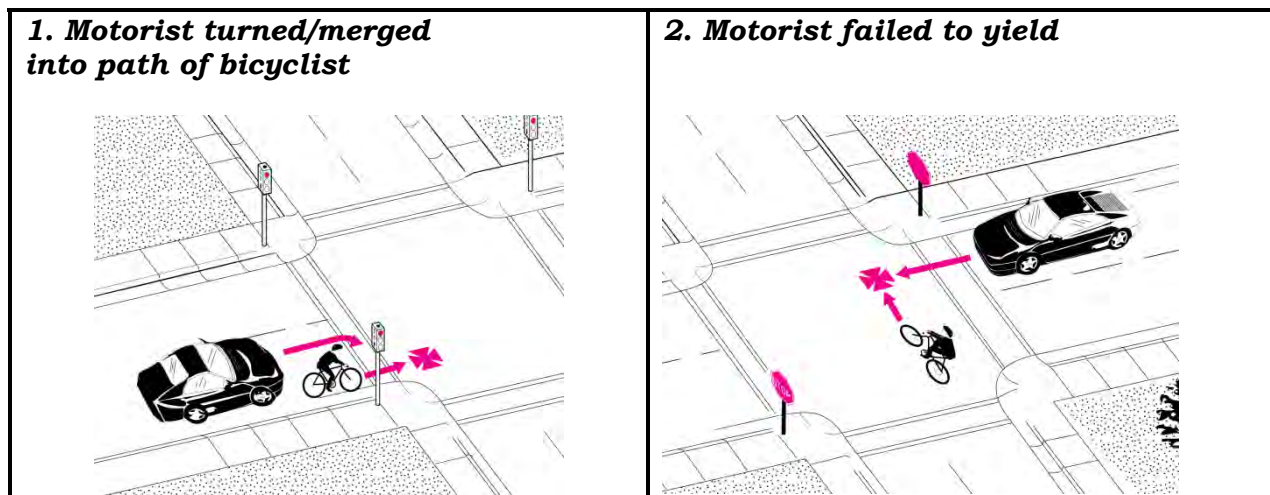 1. Motorist turned/merged
into path of bicyclist
2. Motorist failed to yield